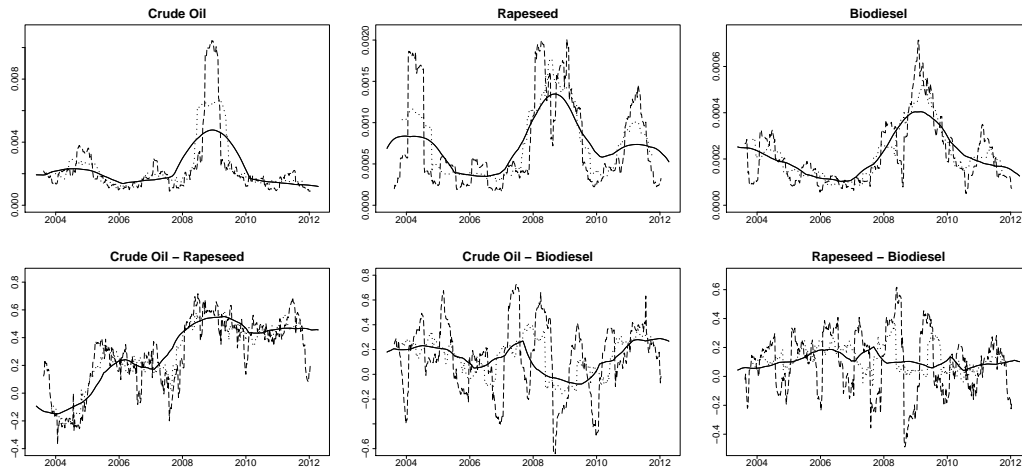 Crude Oil
0.000 0.004 0.008
2004 2006 2008 2010 2012
Rapeseed
0.0000 0.0005 0.0010 0.0015 0.0020
2004 2006 2008 2010 2012
Biodiesel
0.0000 0.0002 0.0004 0.0006
2004 2006 2008 2010 2012
Crude Oil − Rapeseed
−0.4 −0.2 0.0 0.2 0.4 0.6 0.8
2004 2006 2008 2010 2012
Crude Oil − Biodiesel
−0.6 −0.2 0.0 0.2 0.4 0.6 0.8
2004 2006 2008 2010 2012
Rapeseed − Biodiesel
−0.4 0.0 0.2 0.4 0.6 0.8
2004 2006 2008 2010 2012